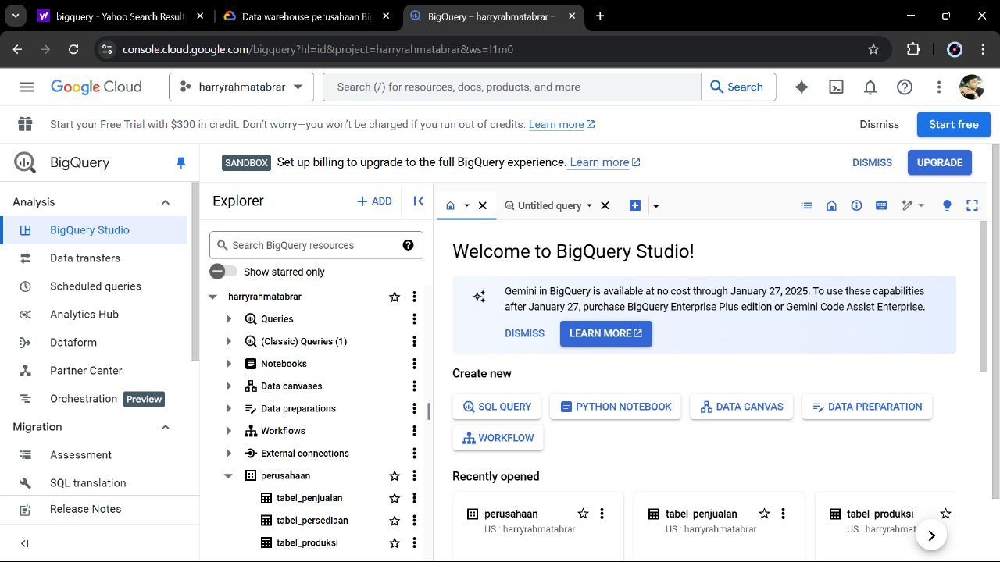 bigquery - Yahoo Search Result
Data warehouse perusahaan Bi
BigQuery – harryrahmatabrar –
console.cloud.google.com/bigquery?hl=id&project=harryrahmatabrar&ws=!1m0
Google Cloud
harryrahmatabrar
Search (/) for resources, docs, products, and more
Search
Start your Free Trial with $300 in credit. Don't worry—you won't be charged if you run out of credits. Learn more
Dismiss
Start free
BigQuery
SANDBOX Set up billing to upgrade to the full BigQuery experience. Learn more
DISMISS
UPGRADE
Analysis
BigQuery Studio
Data transfers
Scheduled queries
Analytics Hub
Dataform
Partner Center
Orchestration Preview
Migration
Assessment
SQL translation
Release Notes
Explorer
+ ADD
Search BigQuery resources
Show starred only
harryrahmatabrar
Queries
(Classic) Queries (1)
Notebooks
Data canvases
Data preparations
Workflows
External connections
perusahaan
tabel_penjualan
tabel_persediaan
tabel_produksi
Untitled query
Welcome to BigQuery Studio!
Gemini in BigQuery is available at no cost through January 27, 2025. To use these capabilities
after January 27, purchase BigQuery Enterprise Plus edition or Gemini Code Assist Enterprise.
DISMISS
LEARN MORE
Create new
SQL QUERY
PYTHON NOTEBOOK
DATA CANVAS
DATA PREPARATION
WORKFLOW
Recently opened
perusahaan
US : harryrahmatabrar
tabel_penjualan
US : harryrahmatabrar
tabel_produksi
US : harryrahmat